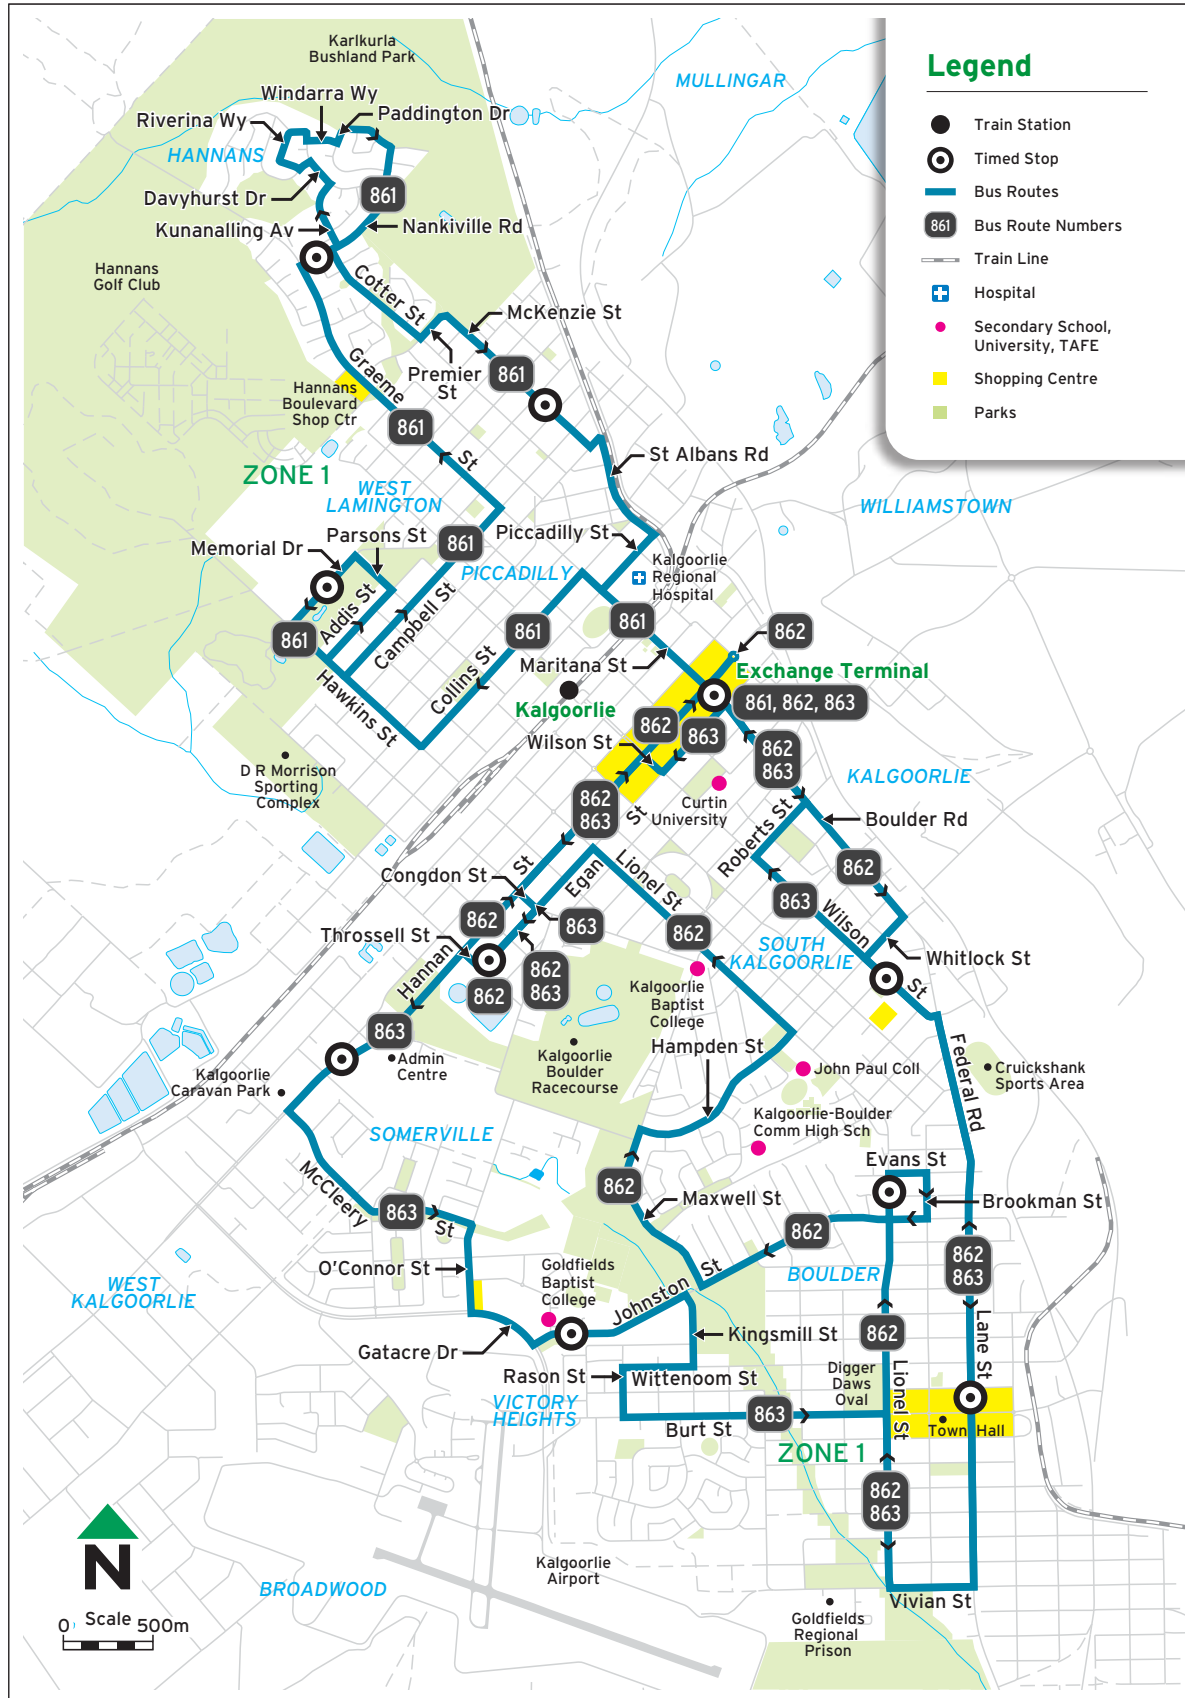 Karlkurla
Bushland Park
MULLINGAR
Legend
Train Station
Timed Stop
Bus Routes
861
Bus Route Numbers
Train Line
Hospital
Secondary School,
University, TAFE
Shopping Centre
Parks
Windarra Wy
Riverina Wy
Paddington Dr
HANNANS
Davyhurst Dr
861
Kunanalling Av
Nankiville Rd
Hannans
Golf Club
Cotter St
McKenzie St
Graeme
St
Premier
St
861
Hannans
Boulevard
Shop Ctr
861
St Albans Rd
ZONE 1
WEST
LAMINGTON
WILLIAMSTOWN
Parsons St
Piccadilly St
Memorial Dr
861
PICCADILLY
Kalgoorlie
Regional
Hospital
Addis St
Campbell St
861
861
861
862
Maritana St
Exchange Terminal
Hawkins St
Collins St
Kalgoorlie
861, 862, 863
862
863
Wilson St
862
863
D R Morrison
Sporting
Complex
KALGOORLIE
Curtin
University
862
863
St
Roberts St
Boulder Rd
St
Egan
Lionel St
862
Congdon St
863
Wilson
St
862
863
862
Throssell St
SOUTH
KALGOORLIE
Whitlock St
Hannan
862
862
863
Kalgoorlie
Baptist
College
863
Admin
Centre
Kalgoorlie
Boulder
Racecourse
Hampden St
Federal Rd
Kalgoorlie
Caravan Park
John Paul Coll
Cruickshank
Sports Area
Kalgoorlie-Boulder
Comm High Sch
SOMERVILLE
Evans St
McCleery
St
862
Maxwell St
Brookman St
863
862
O'Connor St
Goldfields
Baptist
College
862
863
WEST
KALGOORLIE
Johnston St
BOULDER
Lane St
Kingsmill St
862
Gatacre Dr
Rason St
Wittenoom St
Digger
Daws
Oval
Lionel St
VICTORY
HEIGHTS
863
Burt St
Town Hall
ZONE 1
862
863
N
Kalgoorlie
Airport
BROADWOOD
Vivian St
Scale
0
500m
Goldfields
Regional
Prison